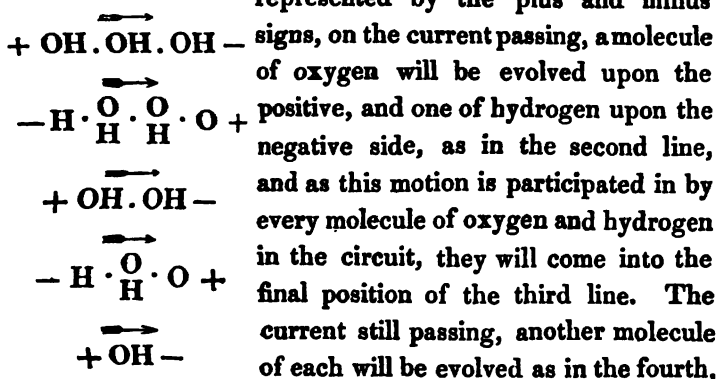 represented by the plus and minus
+ OH . OH . OH –
signs, on the current passing, a molecule
of oxygen will be evolved upon the
– H · O H · O H · O +
positive, and one of hydrogen upon the
negative side, as in the second line,
+ OH . OH –
and as this motion is participated in by
every molecule of oxygen and hydrogen
– H · O H · O +
in the circuit, they will come into the
final position of the third line. The
+ OH –
current still passing, another molecule
of each will be evolved as in the fourth.